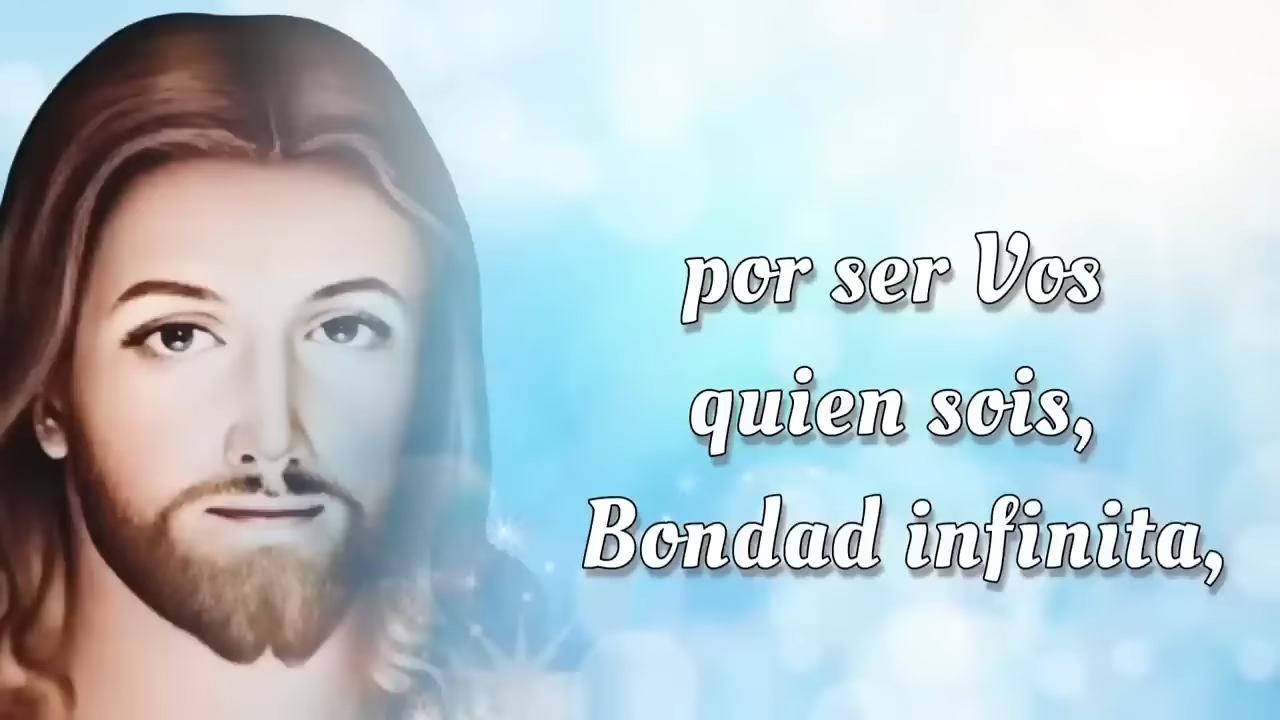 por ser Vos
quien sois,
Bondad infinita,